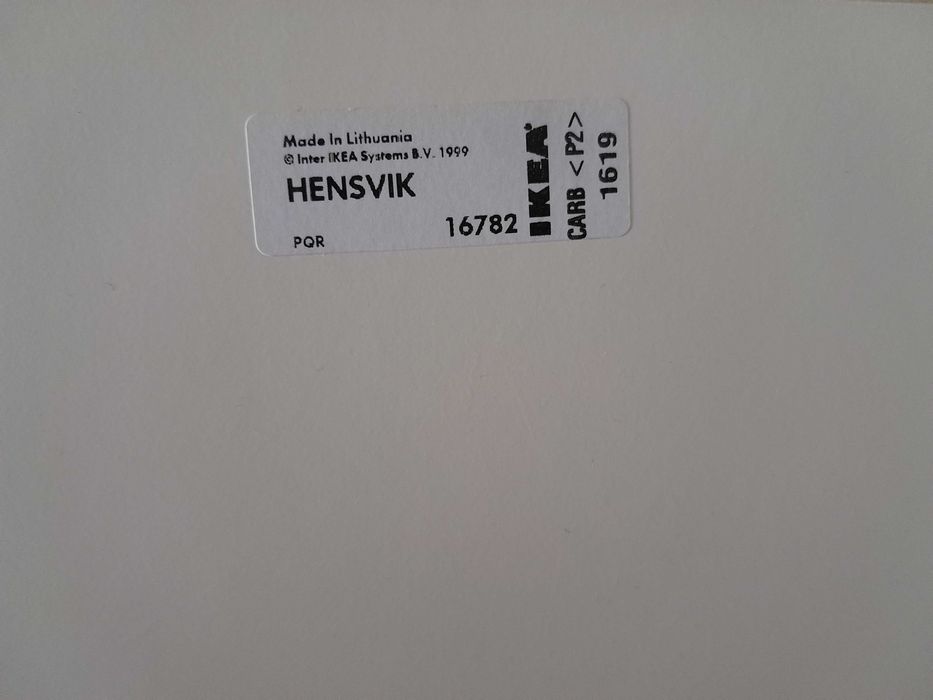 Made In Lithuania
© Inter IKEA Systems B.V. 1999
HENSVIK
16782
PQR
IKEA
CARB <P2>
1619